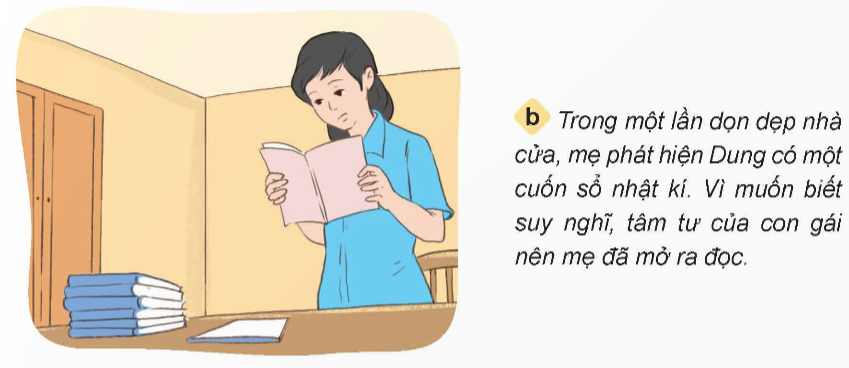 b Trong một lần dọn dẹp nhà
cửa, mẹ phát hiện Dung có một
cuốn sổ nhật kí. Vì muốn biết
suy nghĩ, tâm tư của con gái
nên mẹ đã mở ra đọc.